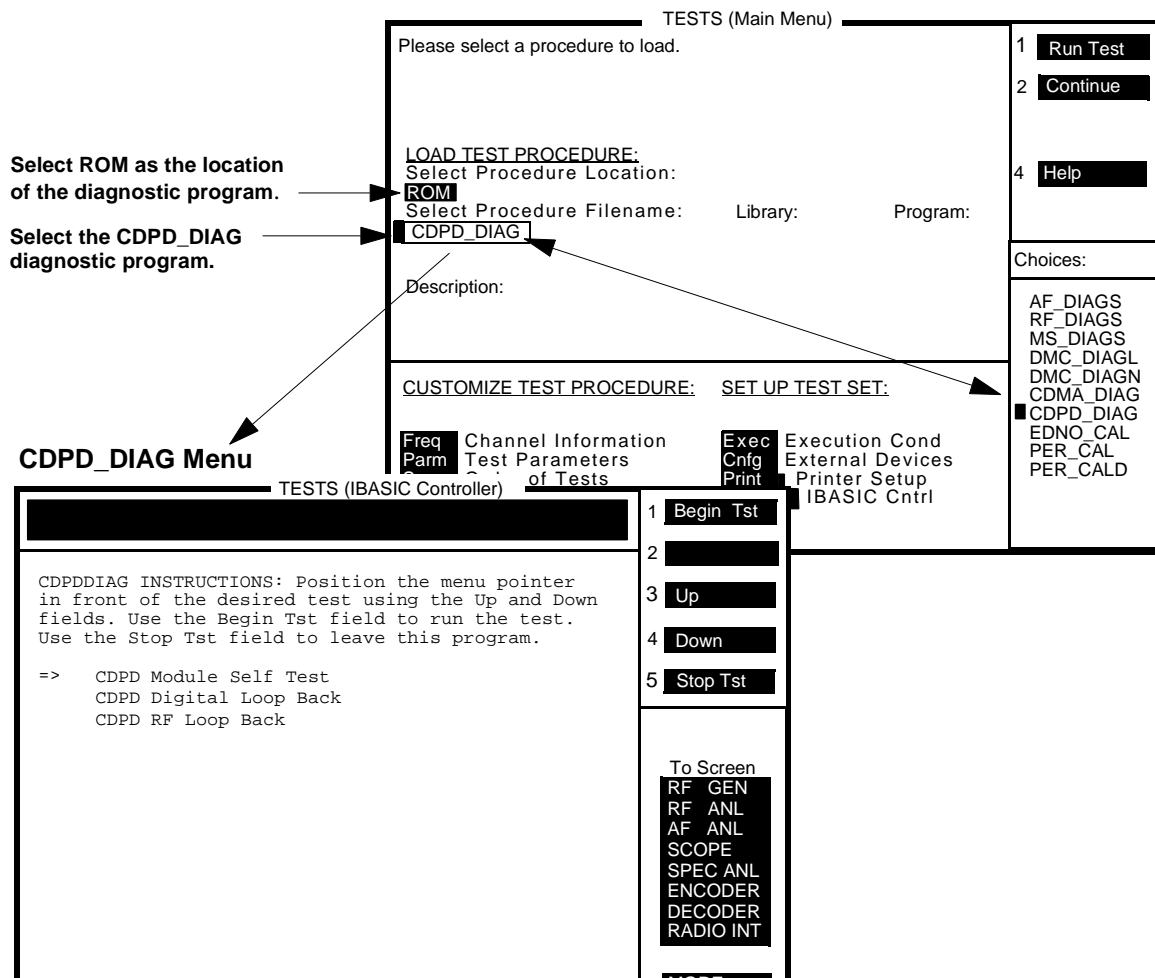 TESTS (Main Menu)
Please select a procedure to load.
1 Run Test
2 Continue
4 Help
Select ROM as the location
of the diagnostic program.
Select the CDPD_DIAG
diagnostic program.
LOAD TEST PROCEDURE:
Select Procedure Location:
ROM
Select Procedure Filename: Library: Program:
CDPD_DIAG
Description:
Choices:
AF_DIAGS
RF_DIAGS
MS_DIAGS
DMC_DIAGL
DMC_DIAGN
CDMA_DIAG
CDPD_DIAG
EDNO_CAL
PER_CAL
PER_CALD
CUSTOMIZE TEST PROCEDURE: SET UP TEST SET:
Freq Channel Information Exec Execution Cond
Parm Test Parameters Cnfg External Devices
of Tests Print Printer Setup
IBASIC Cntrl
CDPD_DIAG Menu
TESTS (IBASIC Controller)
1 Begin Tst
2
3 Up
4 Down
5 Stop Tst
CDPDDIAG INSTRUCTIONS: Position the menu pointer
in front of the desired test using the Up and Down
fields. Use the Begin Tst field to run the test.
Use the Stop Tst field to leave this program.
=> CDPD Module Self Test
CDPD Digital Loop Back
CDPD RF Loop Back
To Screen
RF GEN
RF ANL
AF ANL
SCOPE
SPEC ANL
ENCODER
DECODER
RADIO INT